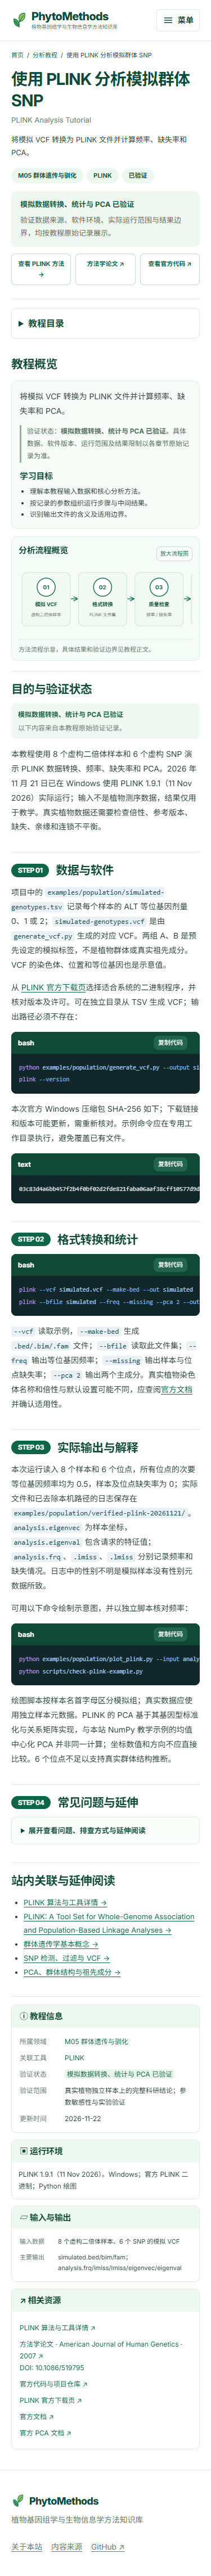 PhytoMethods
植物基因组学与生物信息学方法知识库
菜单
首页 / 分析教程 / 使用 PLINK 分析模拟群体 SNP
使用 PLINK 分析模拟群体
SNP
PLINK Analysis Tutorial
将模拟 VCF 转换为 PLINK 文件并计算频率、缺失率和
PCA。
M05 群体遗传与驯化
PLINK
已验证
模拟数据转换、统计与 PCA 已验证
验证数据来源、软件环境、实际运行范围与结果边
界，均按教程原始记录展示。
查看 PLINK 方法
→
方法学论文 ↗
查看官方代码 ↗
▶ 教程目录
教程概览
将模拟 VCF 转换为 PLINK 文件并计算频率、缺
失率和 PCA。
验证状态：模拟数据转换、统计与 PCA 已验证。具
体数据、软件版本、运行范围与结果限制以各章节原始记
录为准。
学习目标
理解本教程输入数据和核心分析方法。
按记录的参数组织运行步骤与中间结果。
识别输出文件的含义及适用边界。
分析流程概览
放大流程图
01
模拟 VCF
虚构二倍体样本
02
格式转换
PLINK 文件集
03
质量检查
频率 / 缺失率
方法流程示意，具体结果和验证边界见教程正文。
目的与验证状态
模拟数据转换、统计与 PCA 已验证
以下内容来自本教程原始验证记录。
本教程使用 8 个虚构二倍体样本和 6 个虚构 SNP 演
示 PLINK 数据转换、频率、缺失率和 PCA。2026 年
11 月 21 日已在 Windows 使用 PLINK 1.9.1（11 Nov
2026）实际运行；输入不是植物测序数据，结果仅用
于教学。真实植物数据还需检查倍性、参考版本、缺
失、亲缘和连锁不平衡。
STEP 01 数据与软件
项目中的 examples/population/simulated-
genotypes.tsv 记录每个样本的 ALT 等位基因剂量
0、1 或 2；simulated-genotypes.vcf 是由
generate_vcf.py 生成的对应 VCF。两组 A、B 是预
先设定的模拟标签，不是植物群体或真实祖先成分。
VCF 的染色体、位置和等位基因也是示意。
从 PLINK 官方下载页选择适合系统的二进制程序，并
核对版本及许可。可在独立目录从 TSV 生成 VCF；输
出路径必须不存在：
bash
复制代码
python examples/population/generate_vcf.py --output si
plink --version
本次官方 Windows 压缩包 SHA-256 如下；下载链接
和版本可能更新，需重新核对。示例命令应在专用工
作目录执行，避免覆盖已有文件。
text
复制代码
STEP 02 格式转换和统计
bash
复制代码
plink --vcf simulated.vcf --make-bed --out simulated
plink --bfile simulated --freq --missing --pca 2 --out
--vcf 读取示例，--make-bed 生成
.bed/.bim/.fam 文件；--bfile 读取此文件集；--
freq 输出等位基因频率；--missing 输出样本与位
点缺失率；--pca 2 输出两个主成分。真实植物染色
体名称和倍性与默认设置可能不同，应查阅官方文档
并确认适用性。
STEP 03 实际输出与解释
本次运行读入 8 个样本和 6 个位点，所有位点的次要
等位基因频率均为 0.5，样本及位点缺失率为 0；实际
文件和已去除本机路径的日志保存在
examples/population/verified-plink-20261121/。
analysis.eigenvec 为样本坐标，
analysis.eigenval 包含请求的特征值；
analysis.frq、.imiss、.lmiss 分别记录频率和
缺失情况。日志中的性别不明是模拟样本没有性别元
数据所致。
可用以下命令绘制示意图，并以独立脚本核对频率：
bash
复制代码
python examples/population/plot_plink.py --input analy
python scripts/check-plink-example.py
绘图脚本按样本名首字母区分模拟组；真实数据应使
用独立样本元数据。PLINK 的 PCA 基于其基因型标准
化与关系矩阵实现，与本站 NumPy 教学示例的均值
中心化 PCA 并非同一计算；坐标数值和方向不应直接
比较。6 个位点不足以支持真实群体结构推断。
STEP 04 常见问题与延伸
▶ 展开查看问题、排查方式与延伸阅读
站内关联与延伸阅读
PLINK 算法与工具详情 →
PLINK: A Tool Set for Whole-Genome Association
and Population-Based Linkage Analyses →
群体遗传学基本概念 →
SNP 检测、过滤与 VCF →
PCA、群体结构与祖先成分 →
教程信息
所属领域 M05 群体遗传与驯化
关联工具 PLINK
验证状态 模拟数据转换、统计与 PCA 已验证
验证范围 真实植物独立样本上的完整科研结论；参
数敏感性与实验验证
更新时间 2026-11-22
运行环境
PLINK 1.9.1（11 Nov 2026）。Windows；官方 PLINK 二
进制；Python 绘图
输入与输出
输入数据 8 个虚构二倍体样本、6 个 SNP 的模拟 VCF
主要输出 simulated.bed/bim/fam；
analysis.frq/imiss/lmiss/eigenvec/eigenval
↗ 相关资源
PLINK 算法与工具详情 ↗
方法学论文 · American Journal of Human Genetics ·
2007 ↗
DOI: 10.1086/519795
官方代码与项目仓库 ↗
PLINK 官方下载页 ↗
官方文档 ↗
官方 PCA 文档 ↗
PhytoMethods
植物基因组学与生物信息学方法知识库
关于本站 内容来源 GitHub ↗